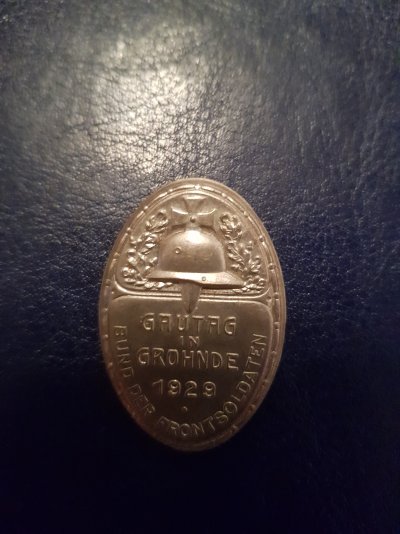 GAUTAG
IN
GROHNDE
1929
BUND DER FRONTSOLDATEN